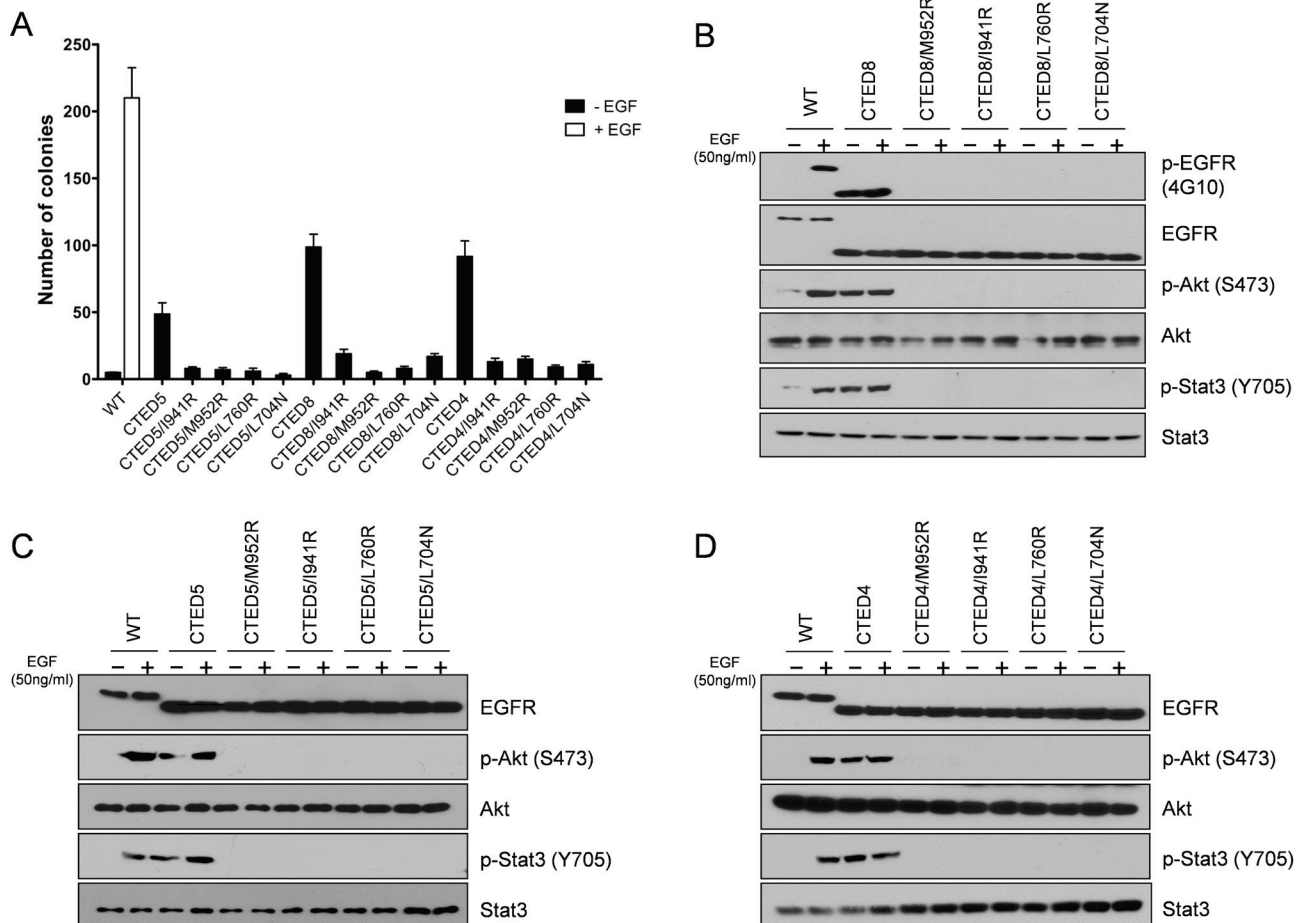 A
250
200
150
100
50
0
Number of colonies
- EGF
+ EGF
WT
CTED5
CTED5/I941R
CTED5/M952R
CTED5/L760R
CTED5/L704N
CTED8
CTED8/I941R
CTED8/M952R
CTED8/L760R
CTED8/L704N
CTED4
CTED4/I941R
CTED4/M952R
CTED4/L760R
CTED4/L704N
B
WT
CTED8
CTED8/M952R
CTED8/I941R
CTED8/L760R
CTED8/L704N
EGF
(50ng/ml)
− + − + − + − + − + − +
p-EGFR
(4G10)
EGFR
p-Akt (S473)
Akt
p-Stat3 (Y705)
Stat3
C
WT
CTED5
CTED5/M952R
CTED5/I941R
CTED5/L760R
CTED5/L704N
EGF
(50ng/ml)
− + − + − + − + − + − +
EGFR
p-Akt (S473)
Akt
p-Stat3 (Y705)
Stat3
D
WT
CTED4
CTED4/M952R
CTED4/I941R
CTED4/L760R
CTED4/L704N
EGF
(50ng/ml)
− + − + − + − + − + − +
EGFR
p-Akt (S473)
Akt
p-Stat3 (Y705)
Stat3